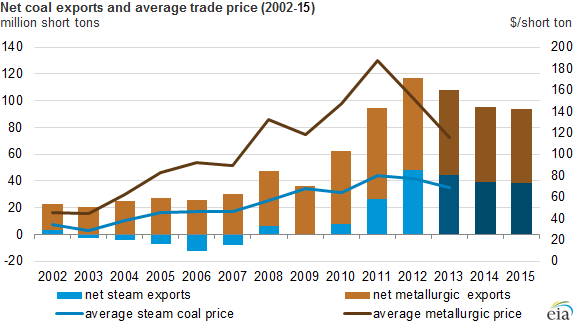 Net coal exports and average trade price (2002-15)
million short tons $/short ton
140 200
120 180
100 160
80 140
60 120
40 100
20 80
0 60
-20 40
20
0
2002 2003 2004 2005 2006 2007 2008 2009 2010 2011 2012 2013 2014 2015
net steam exports net metallurgic exports
average steam coal price average metallurgic price
eia